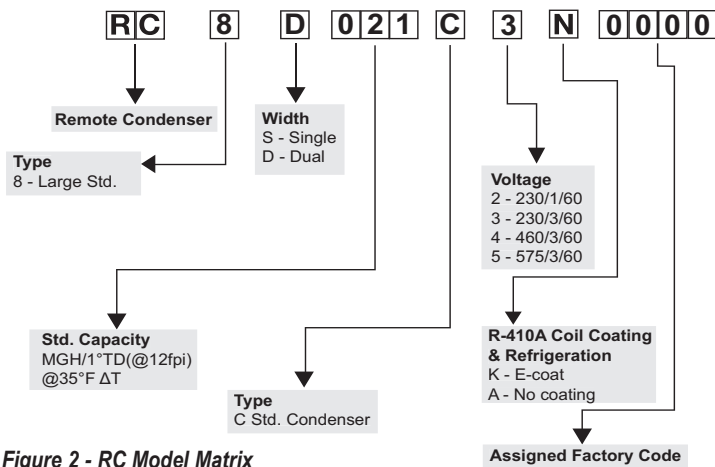 RC 8 D 021 C 3 N 0000
Remote Condenser
Width
S - Single
D - Dual
Type
8 - Large Std.
Voltage
2 - 230/1/60
3 - 230/3/60
4 - 460/3/60
5 - 575/3/60
Std. Capacity
MGH/1°TD(@12fpi)
@35°F ΔT
R-410A Coil Coating
& Refrigeration
K - E-coat
A - No coating
Type
C Std. Condenser
Assigned Factory Code
Figure 2 - RC Model Matrix